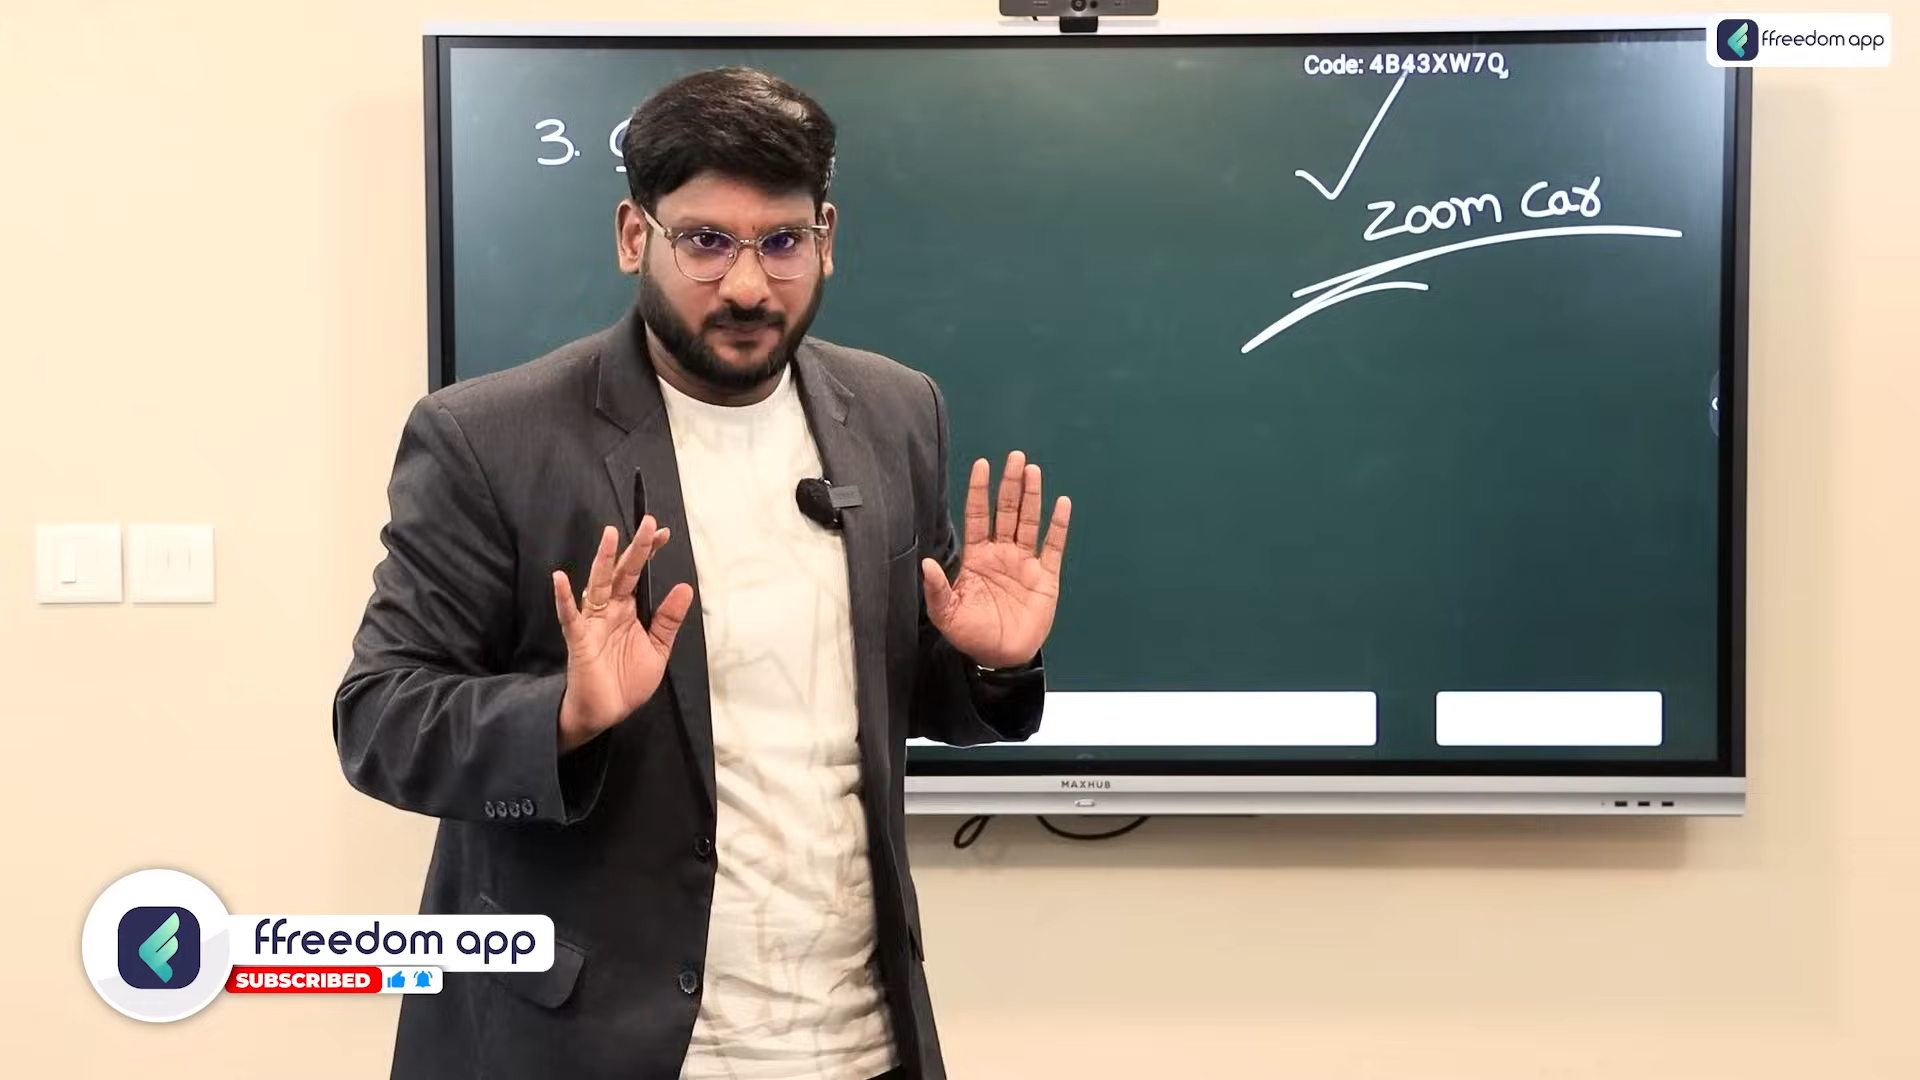 ffreedom app
Code: 4B43XW7Q
3.
Zoom Car
MAXHUB
ffreedom app
SUBSCRIBED